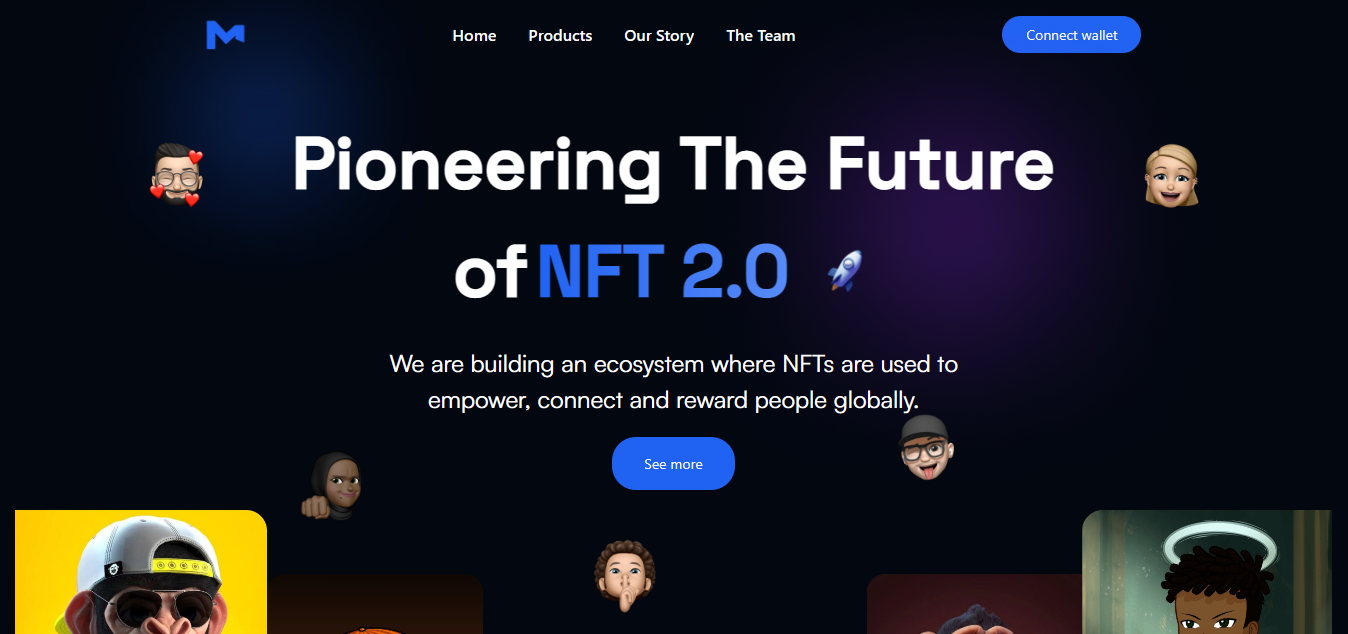 Home Products Our Story The Team Connect wallet
Pioneering The Future
of NFT 2.0
We are building an ecosystem where NFTs are used to
empower, connect and reward people globally.
See more